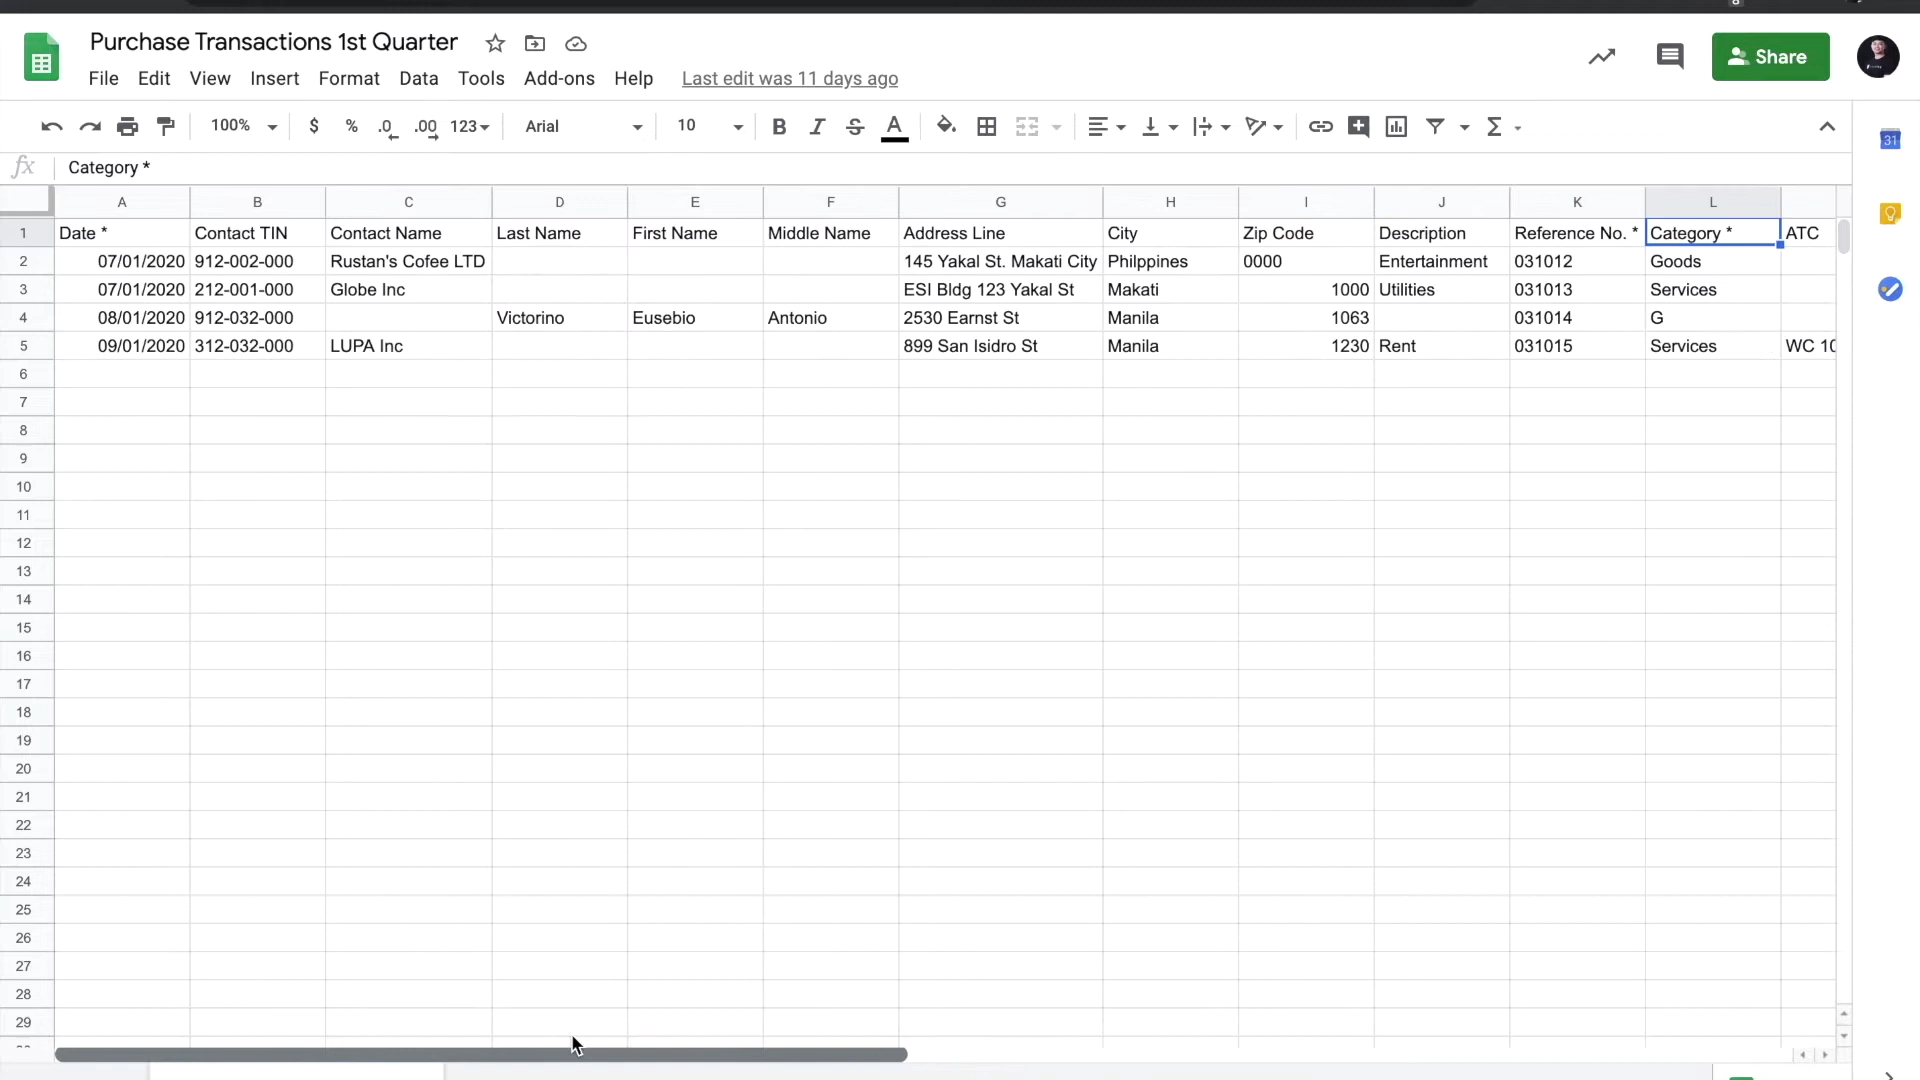 Purchase Transactions 1st Quarter
File Edit View Insert Format Data Tools Add-ons Help Last edit was 11 days ago
Share
100% $ % .0 .00 123 Arial 10 B I S A Σ
31
fx Category *
A B C D E F G H I J K L
1 Date * Contact TIN Contact Name Last Name First Name Middle Name Address Line City Zip Code Description Reference No. * Category * ATC
2 07/01/2020 912-002-000 Rustan's Cofee LTD 145 Yakal St. Makati City Philppines 0000 Entertainment 031012 Goods
3 07/01/2020 212-001-000 Globe Inc ESI Bldg 123 Yakal St Makati 1000 Utilities 031013 Services
4 08/01/2020 912-032-000 Victorino Eusebio Antonio 2530 Earnst St Manila 1063 031014 G
5 09/01/2020 312-032-000 LUPA Inc 899 San Isidro St Manila 1230 Rent 031015 Services WC 10
6
7
8
9
10
11
12
13
14
15
16
17
18
19
20
21
22
23
24
25
26
27
28
29